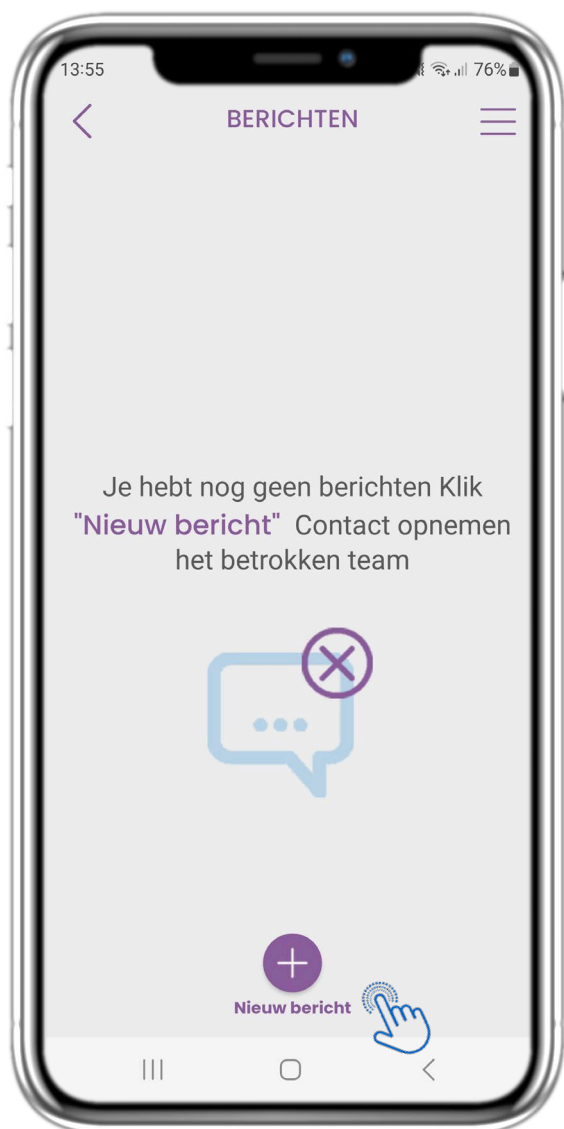 13:55
76%
BERICHTEN
Je hebt nog geen berichten Klik
"Nieuw bericht" Contact opnemen
het betrokken team
Nieuw bericht